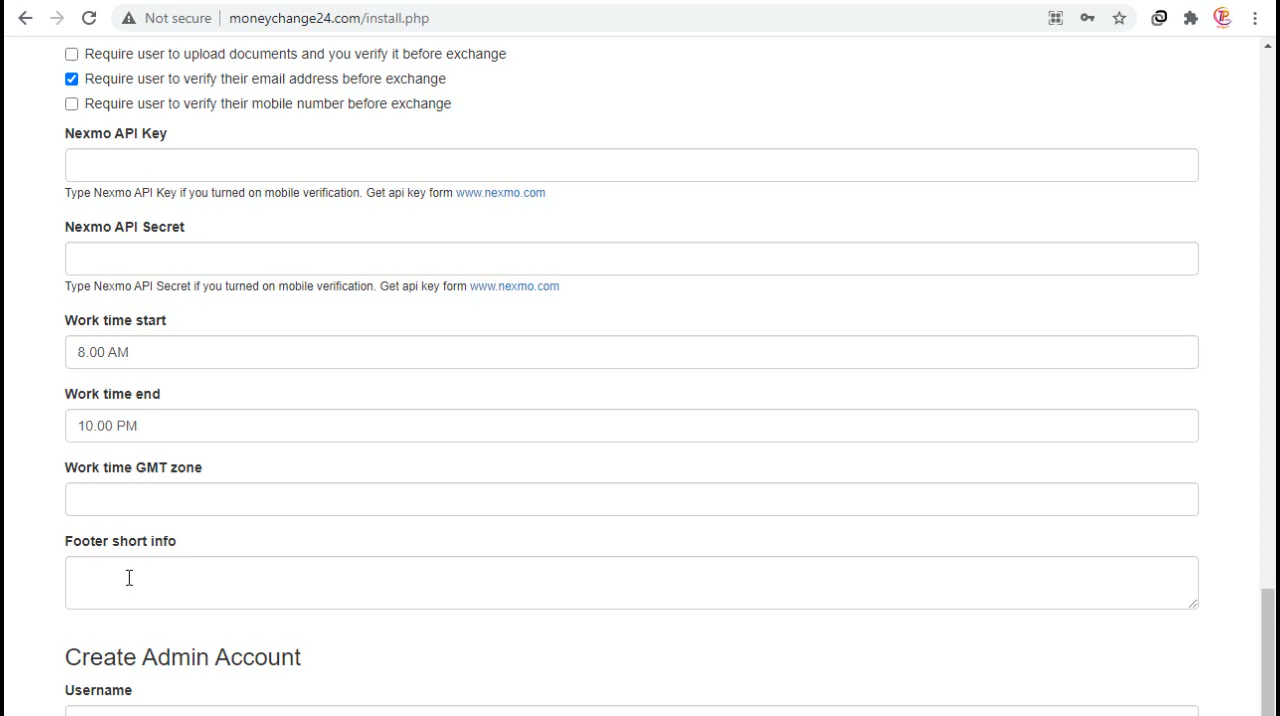 Not secure
moneychange24.com/install.php
Require user to upload documents and you verify it before exchange
Require user to verify their email address before exchange
Require user to verify their mobile number before exchange
Nexmo API Key
Type Nexmo API Key if you turned on mobile verification. Get api key form www.nexmo.com
Nexmo API Secret
Type Nexmo API Secret if you turned on mobile verification. Get api key form www.nexmo.com
Work time start
8.00 AM
Work time end
10.00 PM
Work time GMT zone
Footer short info
Create Admin Account
Username